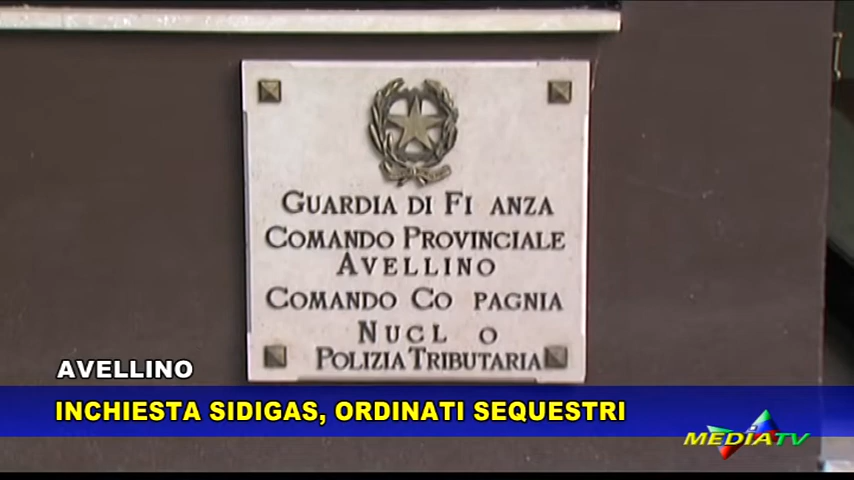 GUARDIA DI FI ANZA
COMANDO PROVINCIALE
AVELLINO
COMANDO CO PAGNIA
NUCL O
POLIZIA TRIBUTARIA
AVELLINO
INCHIESTA SIDIGAS, ORDINATI SEQUESTRI
MEDIATV